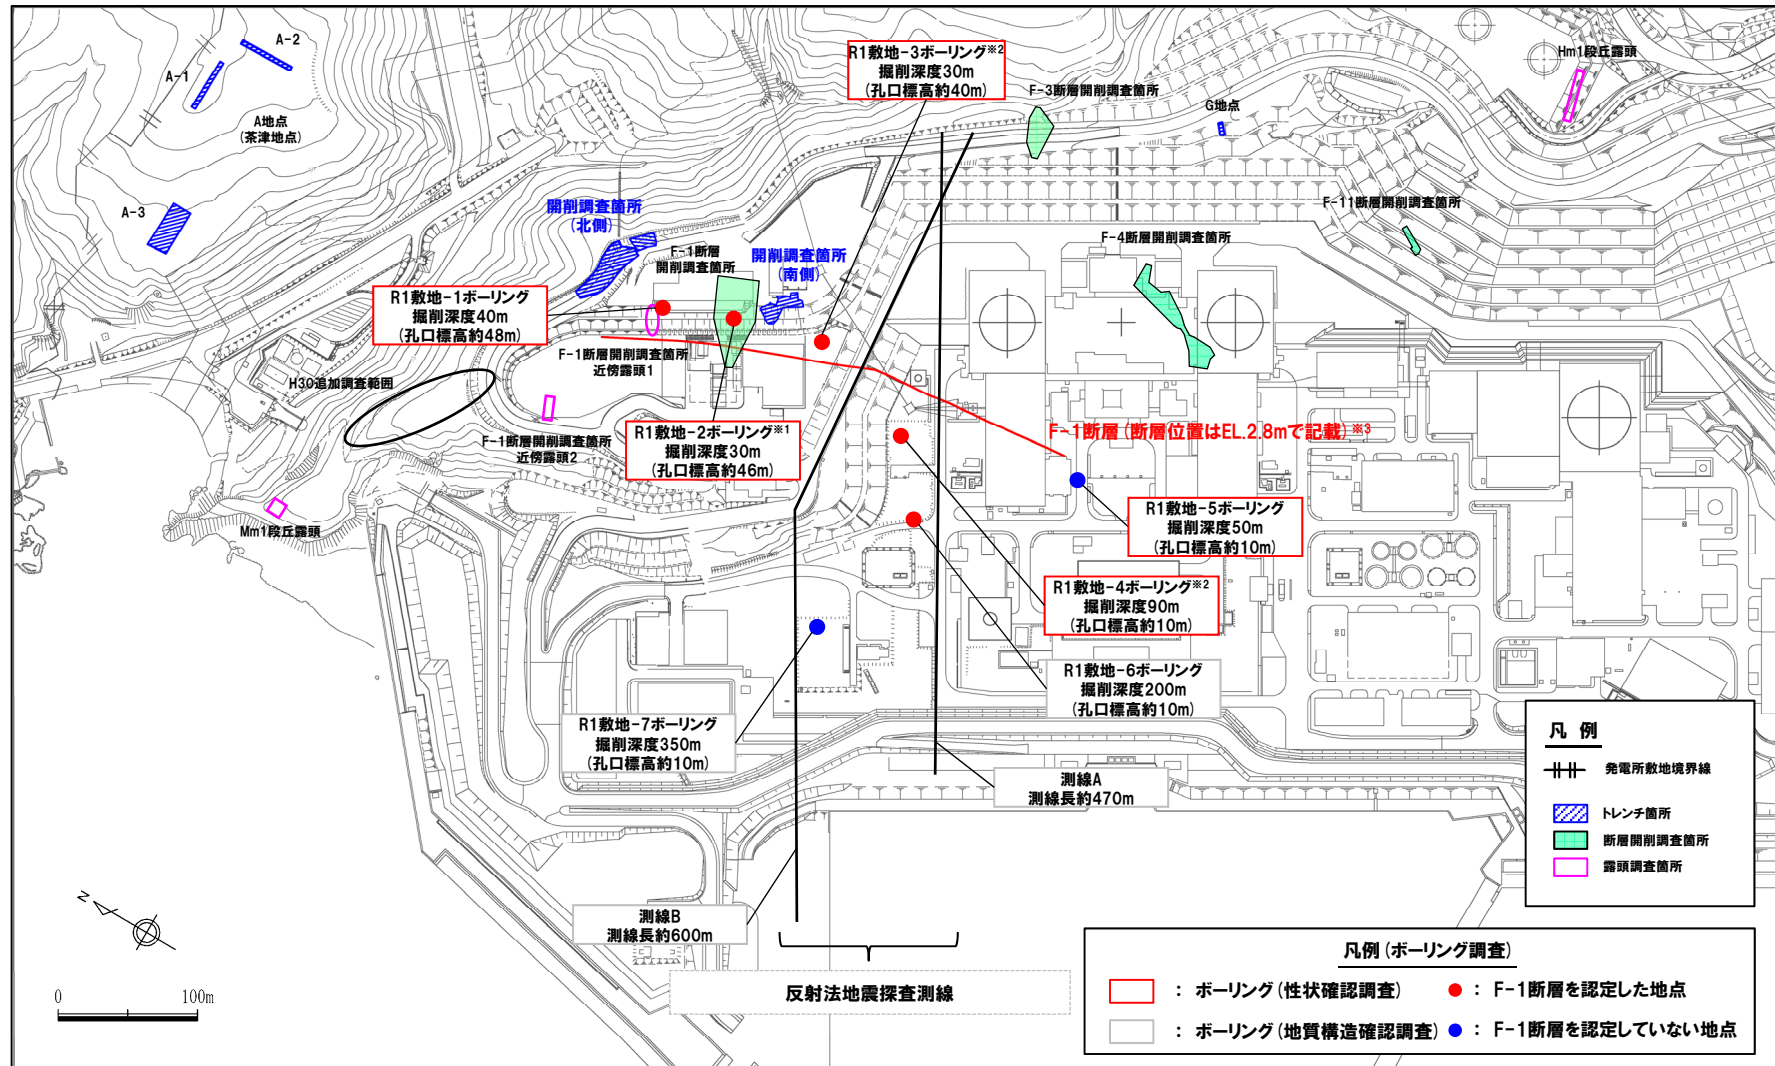 A-2
A-1
A地点
(茶津地点)
A-3
R1敷地-3ボーリング※2
掘削深度30m
(孔口標高約40m)
F-3断層開削調査箇所
G地点
Hm1段丘露頭
F-11断層開削調査箇所
F-4断層開削調査箇所
開削調査箇所
(北側)
F-1断層
開削調査箇所
開削調査箇所
(南側)
R1敷地-1ボーリング
掘削深度40m
(孔口標高約48m)
F-1断層開削調査箇所
近傍露頭1
H30追加調査範囲
F-1断層開削調査箇所
近傍露頭2
R1敷地-2ボーリング※1
掘削深度30m
(孔口標高約46m)
F-1断層(断層位置はEL.2.8mで記載)※3
Mm1段丘露頭
R1敷地-5ボーリング
掘削深度50m
(孔口標高約10m)
R1敷地-4ボーリング※2
掘削深度90m
(孔口標高約10m)
R1敷地-6ボーリング
掘削深度200m
(孔口標高約10m)
R1敷地-7ボーリング
掘削深度350m
(孔口標高約10m)
測線A
測線長約470m
測線B
測線長約600m
反射法地震探査測線
N
0 100m
凡 例
発電所敷地境界線
トレンチ箇所
断層開削調査箇所
露頭調査箇所
凡例(ボーリング調査)
: ボーリング(性状確認調査)
: F-1断層を認定した地点
: ボーリング(地質構造確認調査)
: F-1断層を認定していない地点